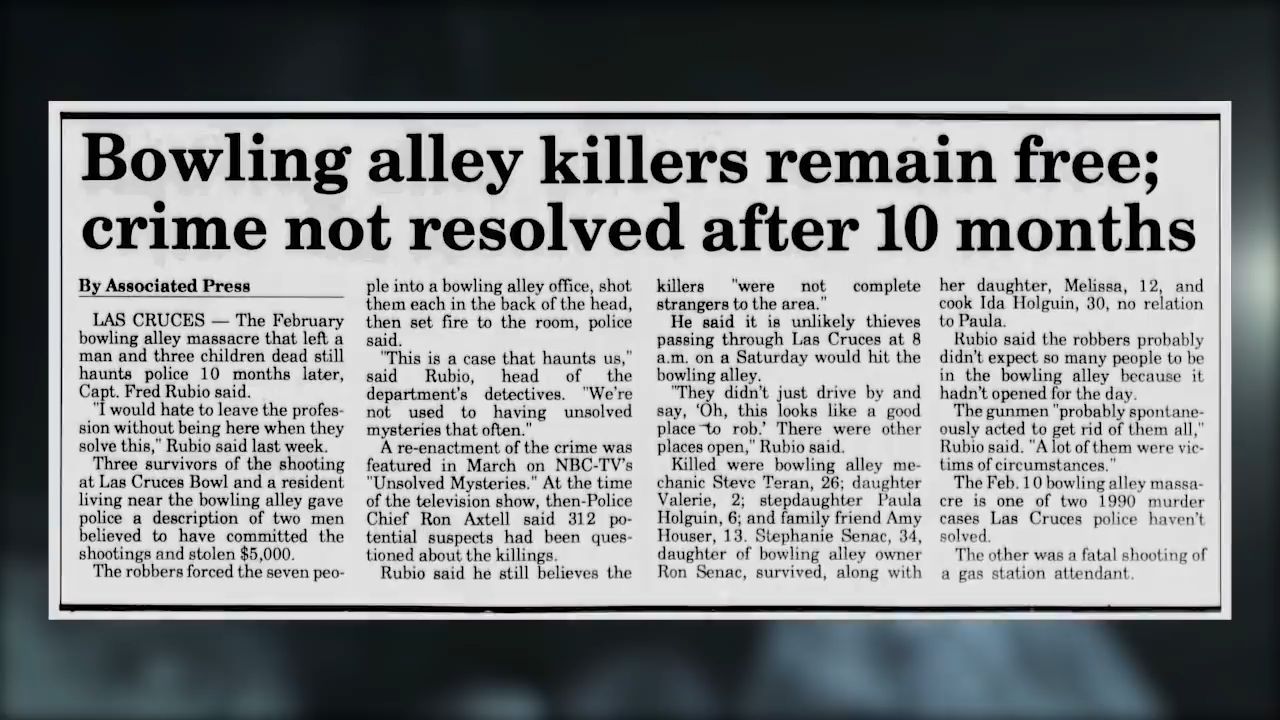 Bowling alley killers remain free;
crime not resolved after 10 months
By Associated Press
LAS CRUCES — The February
bowling alley massacre that left a
man and three children dead still
haunts police 10 months later,
Capt. Fred Rubio said.
"I would hate to leave the profes-
sion without being here when they
solve this," Rubio said last week.
Three survivors of the shooting
at Las Cruces Bowl and a resident
living near the bowling alley gave
police a description of two men
believed to have committed the
shootings and stolen $5,000.
The robbers forced the seven peo-
ple into a bowling alley office, shot
them each in the back of the head,
then set fire to the room, police
said.
"This is a case that haunts us,"
said Rubio, head of the
department's detectives. "We're
not used to having unsolved
mysteries that often."
A re-enactment of the crime was
featured in March on NBC-TV's
"Unsolved Mysteries." At the time
of the television show, then-Police
Chief Ron Axtell said 312 po-
tential suspects had been ques-
tioned about the killings.
Rubio said he still believes the
killers "were not complete
strangers to the area."
He said it is unlikely thieves
passing through Las Cruces at 8
a.m. on a Saturday would hit the
bowling alley.
"They didn't just drive by and
say, 'Oh, this looks like a good
place to rob.' There were other
places open," Rubio said.
Killed were bowling alley me-
chanic Steve Teran, 26; daughter
Valerie, 2; stepdaughter Paula
Holguin, 6; and family friend Amy
Houser, 13. Stephanie Senac, 34,
daughter of bowling alley owner
Ron Senac, survived, along with
her daughter, Melissa, 12, and
cook Ida Holguin, 30, no relation
to Paula.
Rubio said the robbers probably
didn't expect so many people to be
in the bowling alley because it
hadn't opened for the day.
The gunmen "probably spontane-
ously acted to get rid of them all,"
Rubio said. "A lot of them were vic-
tims of circumstances."
The Feb. 10 bowling alley massa-
cre is one of two 1990 murder
cases Las Cruces police haven't
solved.
The other was a fatal shooting of
a gas station attendant.